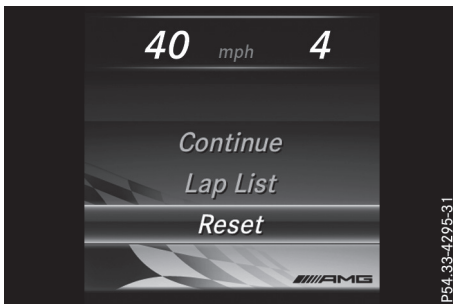 40 mph 4
Continue
Lap List
Reset
AMG
P54.33-4295-31